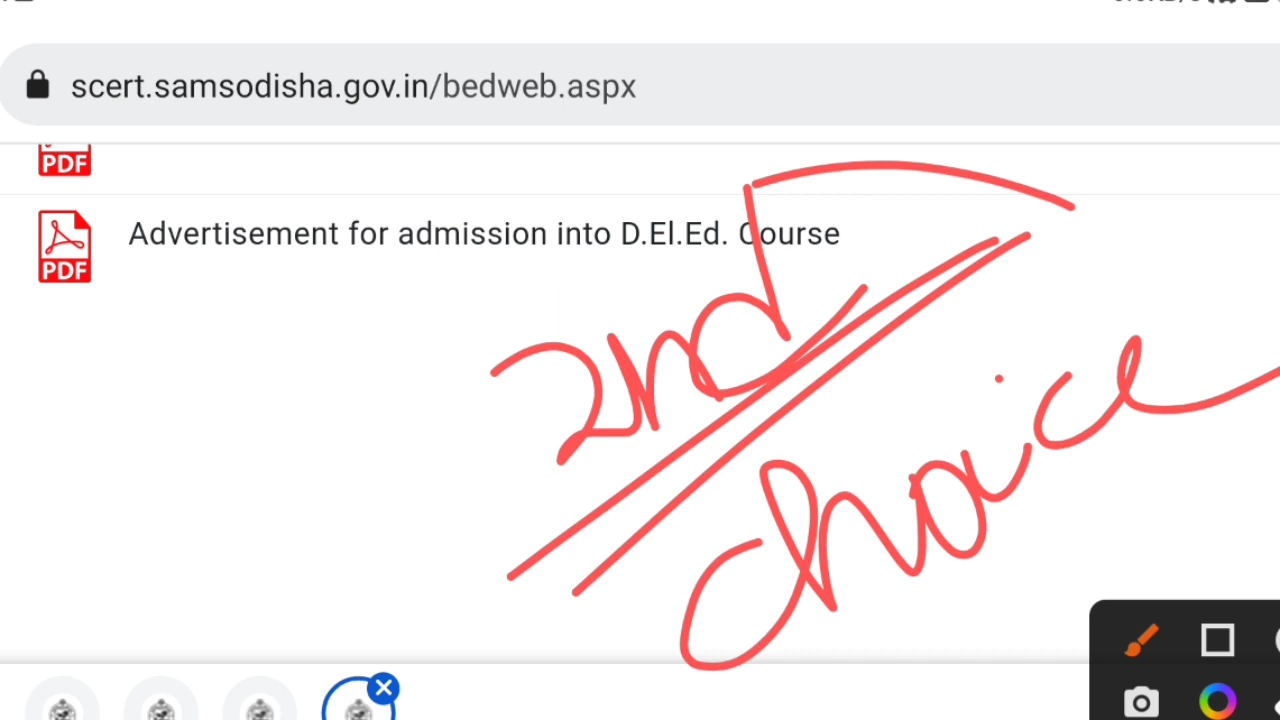 scert.samsodisha.gov.in/bedweb.aspx
PDF
Advertisement for admission into D.El.Ed. Course
PDF
2nd
choice